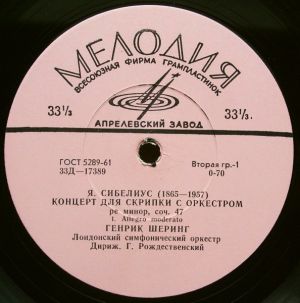 МЕЛОДИЯ
ВСЕСОЮЗНАЯ ФИРМА ГРАМПЛАСТИНОК
33⅓ 33⅓.
АПРЕЛЕВСКИЙ ЗАВОД
ГОСТ 5289-61 Вторая гр.-1
33Д—17389 0-70
Я. СИБЕЛИУС (1865—1957)
КОНЦЕРТ ДЛЯ СКРИПКИ С ОРКЕСТРОМ
ре минор, соч. 47
1. Allegro moderato
ГЕНРИК ШЕРИНГ
Лондонский симфонический оркестр
Дириж. Г. Рождественский